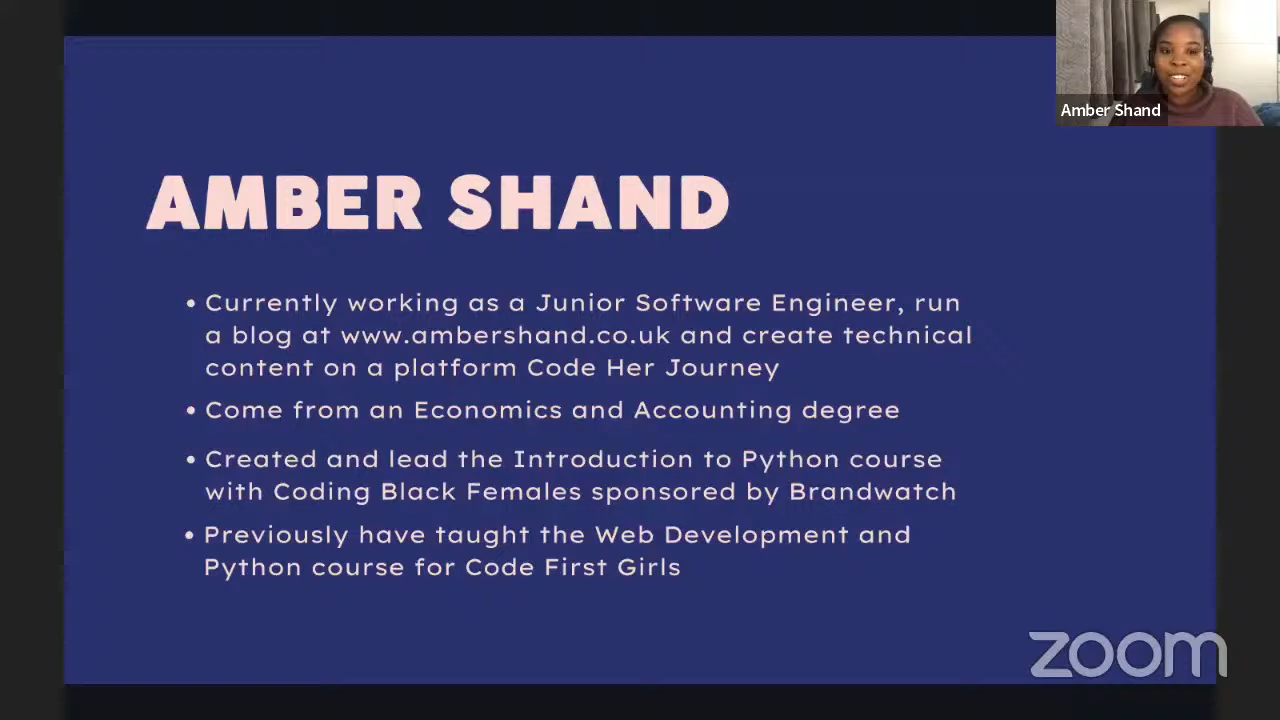 Amber Shand
AMBER SHAND
• Currently working as a Junior Software Engineer, run
a blog at www.ambershand.co.uk and create technical
content on a platform Code Her Journey
• Come from an Economics and Accounting degree
• Created and lead the Introduction to Python course
with Coding Black Females sponsored by Brandwatch
• Previously have taught the Web Development and
Python course for Code First Girls
zoom